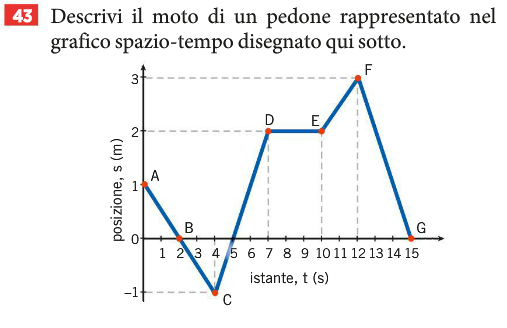 43 Descrivi il moto di un pedone rappresentato nel
grafico spazio-tempo disegnato qui sotto.
posizione, s (m)
3
2
1
0
–1
A
B
C
D
E
F
G
1 2 3 4 5 6 7 8 9 10 11 12 13 14 15
istante, t (s)